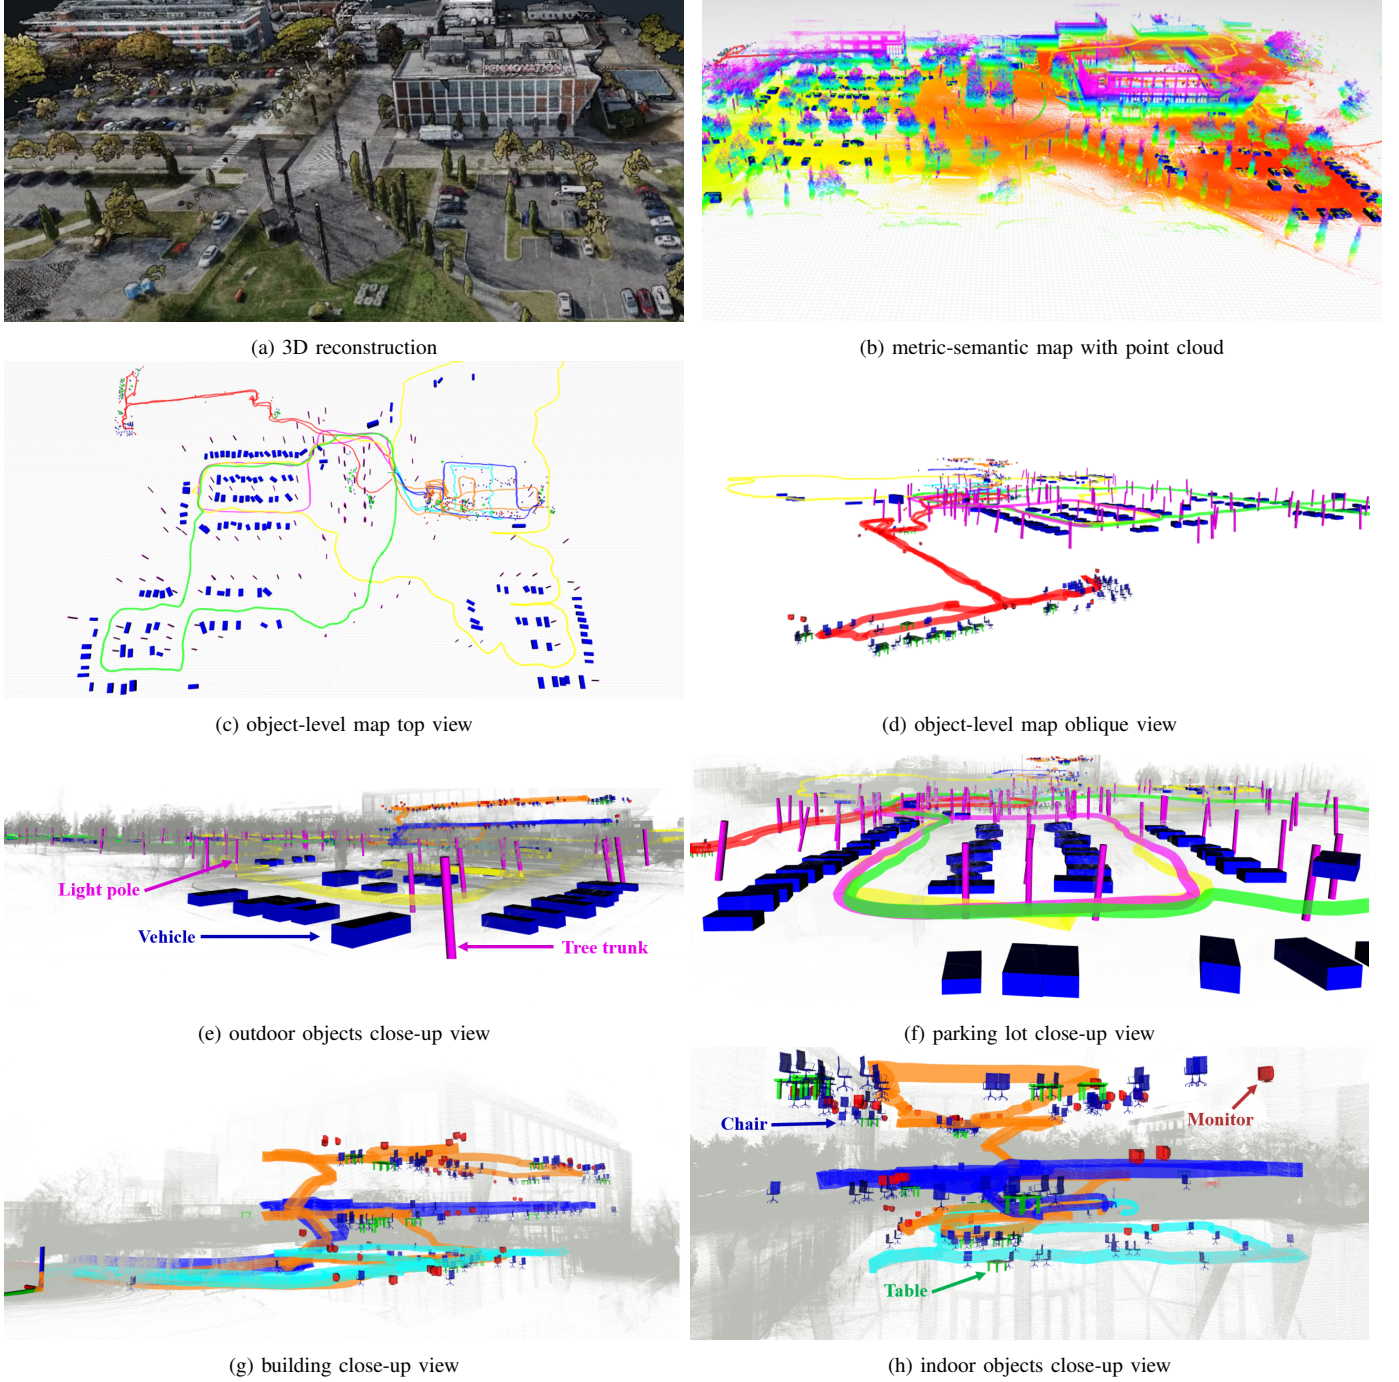 PENNOVATION
(a) 3D reconstruction
(b) metric-semantic map with point cloud
(c) object-level map top view
(d) object-level map oblique view
Light pole
Vehicle
Tree trunk
(e) outdoor objects close-up view
(f) parking lot close-up view
Chair
Monitor
Table
(g) building close-up view
(h) indoor objects close-up view